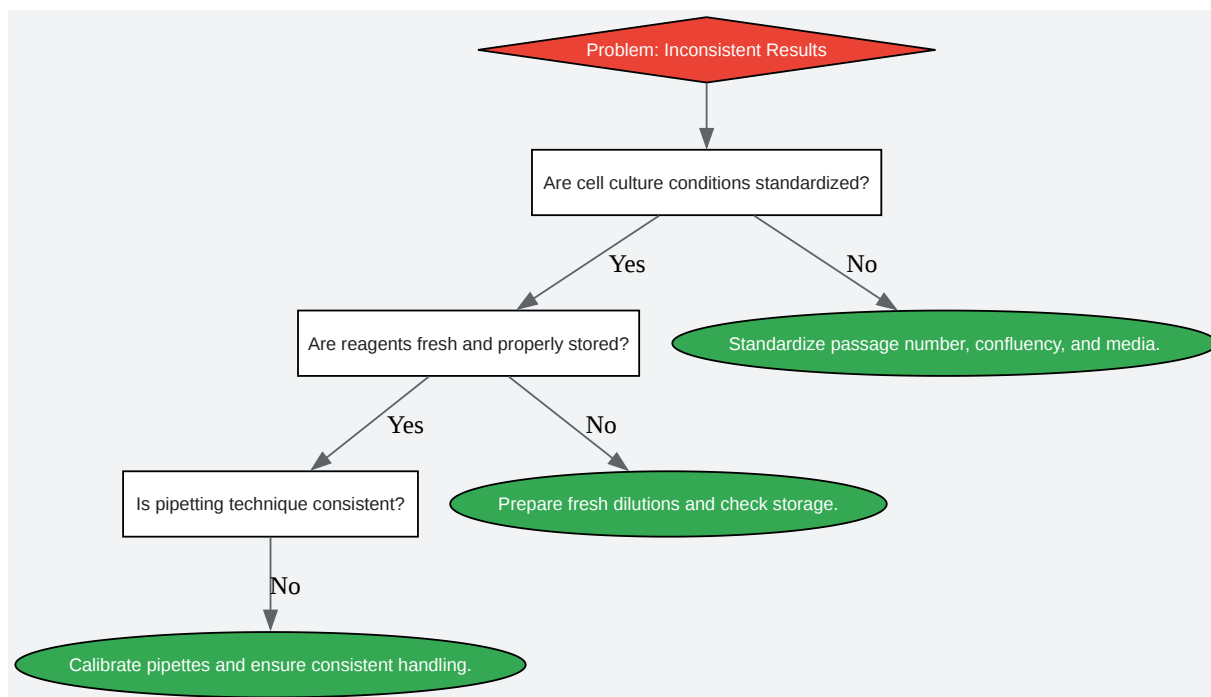 Problem: Inconsistent Results
Are cell culture conditions standardized?
Yes
No
Are reagents fresh and properly stored?
Standardize passage number, confluency, and media.
Yes
No
Is pipetting technique consistent?
Prepare fresh dilutions and check storage.
No
Calibrate pipettes and ensure consistent handling.